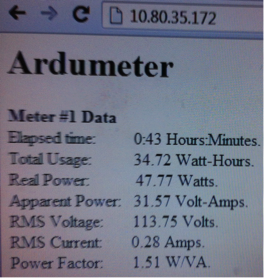 10.80.35.172
Ardumeter
Meter #1 Data
Elapsed time: 0:43 Hours:Minutes.
Total Usage: 34.72 Watt-Hours.
Real Power: 47.77 Watts.
Apparent Power: 31.57 Volt-Amps.
RMS Voltage: 113.75 Volts.
RMS Current: 0.28 Amps.
Power Factor: 1.51 W/VA.